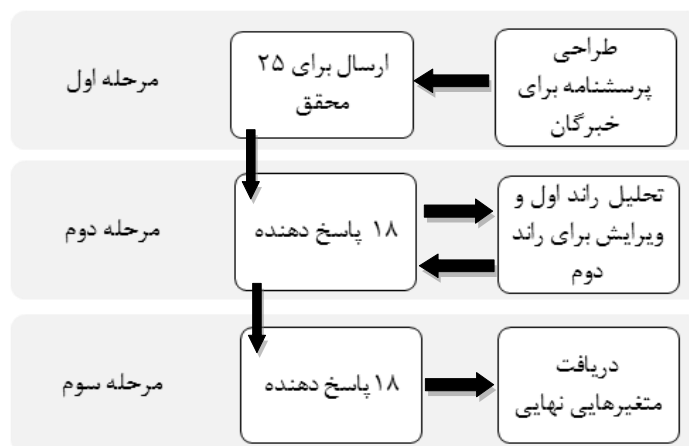 مرحله اول
طراحی
پرسشنامه برای
خبرگان
ارسال برای ۲۵
محقق
مرحله دوم
۱۸ پاسخ دهنده
تحلیل راند اول و
ویرایش برای راند
دوم
مرحله سوم
۱۸ پاسخ دهنده
دریافت
متغیرهایی نهایی